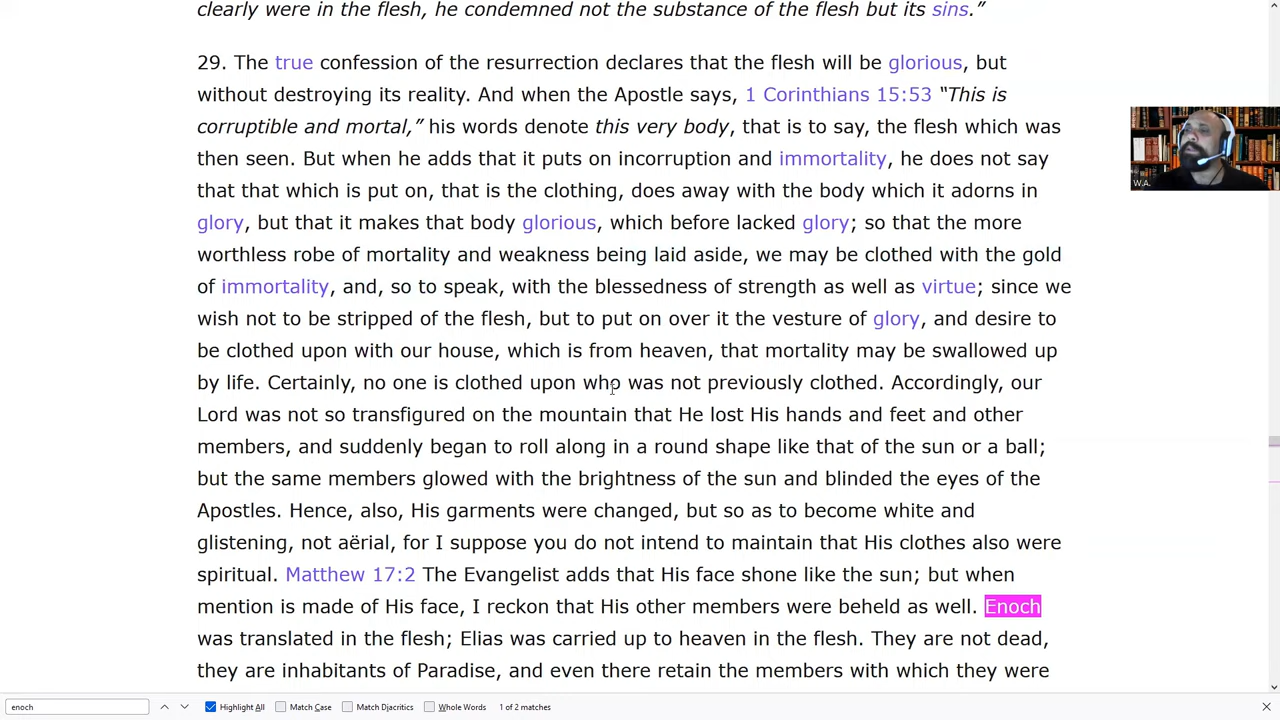 clearly were in the flesh, he condemned not the substance of the flesh but its sins.”
29. The true confession of the resurrection declares that the flesh will be glorious, but
without destroying its reality. And when the Apostle says, 1 Corinthians 15:53 “This is
corruptible and mortal,” his words denote this very body, that is to say, the flesh which was
then seen. But when he adds that it puts on incorruption and immortality, he does not say
that that which is put on, that is the clothing, does away with the body which it adorns in
glory, but that it makes that body glorious, which before lacked glory; so that the more
worthless robe of mortality and weakness being laid aside, we may be clothed with the gold
of immortality, and, so to speak, with the blessedness of strength as well as virtue; since we
wish not to be stripped of the flesh, but to put on over it the vesture of glory, and desire to
be clothed upon with our house, which is from heaven, that mortality may be swallowed up
by life. Certainly, no one is clothed upon who was not previously clothed. Accordingly, our
Lord was not so transfigured on the mountain that He lost His hands and feet and other
members, and suddenly began to roll along in a round shape like that of the sun or a ball;
but the same members glowed with the brightness of the sun and blinded the eyes of the
Apostles. Hence, also, His garments were changed, but so as to become white and
glistening, not aërial, for I suppose you do not intend to maintain that His clothes also were
spiritual. Matthew 17:2 The Evangelist adds that His face shone like the sun; but when
mention is made of His face, I reckon that His other members were beheld as well. Enoch
was translated in the flesh; Elias was carried up to heaven in the flesh. They are not dead,
they are inhabitants of Paradise, and even there retain the members with which they were
W.A.
enoch
Highlight All
Match Case
Match Diacritics
Whole Words
1 of 2 matches